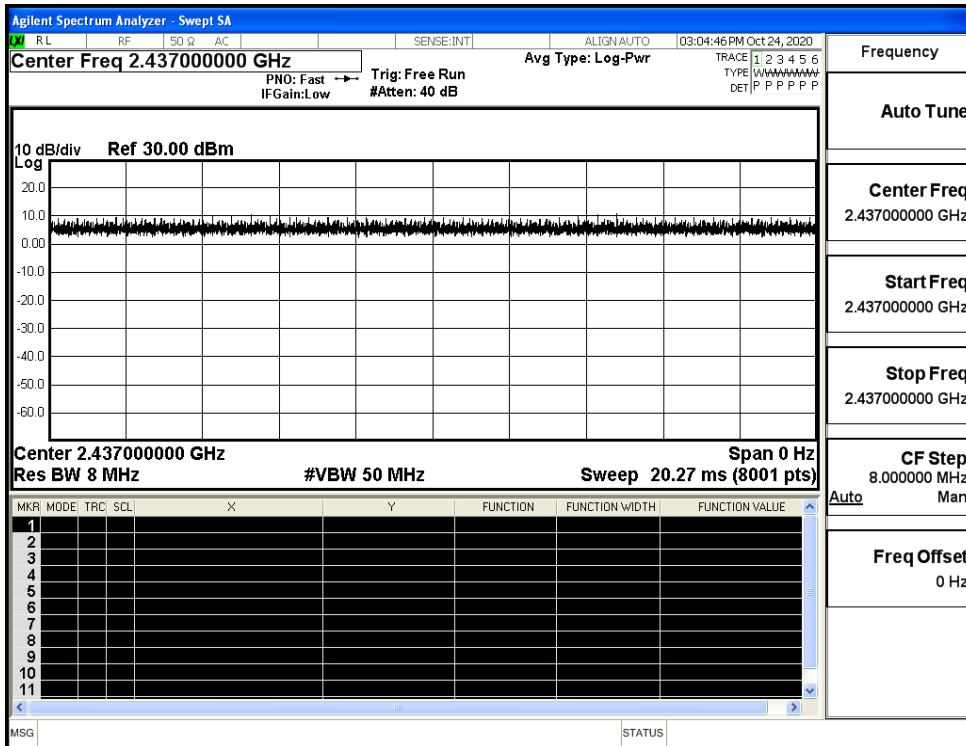 Agilent Spectrum Analyzer - Swept SA
LXI RL RF 50 Ω AC SENSE:INT ALIGN AUTO 03:04:46 PM Oct 24, 2020
Center Freq 2.437000000 GHz
PNO: Fast
IFGain:Low
Trig: Free Run
#Atten: 40 dB
Avg Type: Log-Pwr
TRACE 1 2 3 4 5 6
TYPE WWWWWW
DET P P P P P P
10 dB/div Ref 30.00 dBm
Log
20.0
10.0
0.00
-10.0
-20.0
-30.0
-40.0
-50.0
-60.0
Center 2.437000000 GHz Span 0 Hz
Res BW 8 MHz #VBW 50 MHz Sweep 20.27 ms (8001 pts)
MKR MODE TRC SCL X Y FUNCTION FUNCTION WIDTH FUNCTION VALUE
1
2
3
4
5
6
7
8
9
10
11
MSG STATUS
Frequency
Auto Tune
Center Freq
2.437000000 GHz
Start Freq
2.437000000 GHz
Stop Freq
2.437000000 GHz
CF Step
8.000000 MHz
Auto Man
Freq Offset
0 Hz